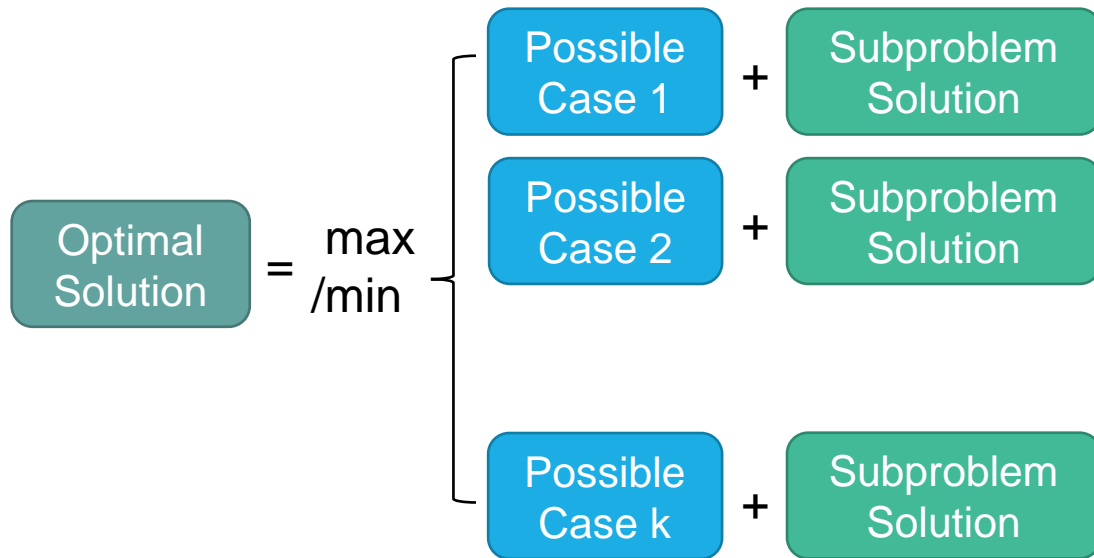 Possible
Case 1
+
Subproblem
Solution
Possible
Case 2
+
Subproblem
Solution
Optimal
Solution
=
max
/min
Possible
Case k
+
Subproblem
Solution